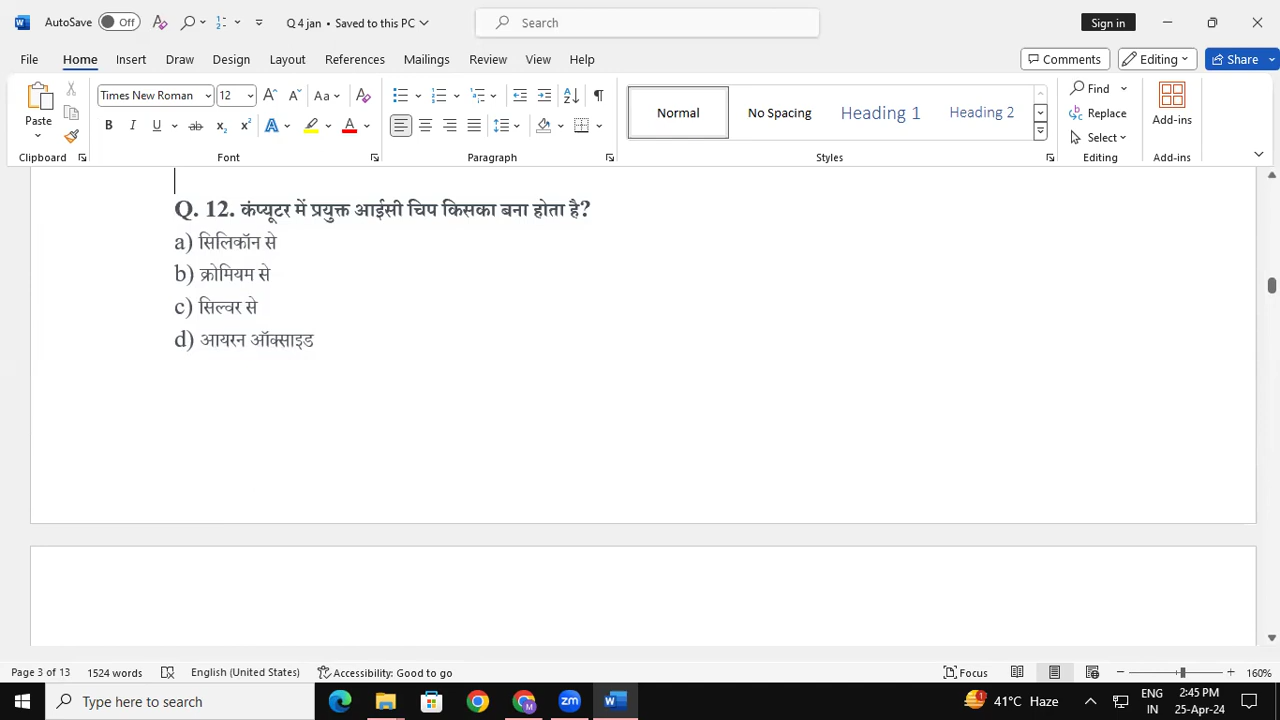 AutoSave Off Q 4 jan • Saved to this PC Search Sign in
File Home Insert Draw Design Layout References Mailings Review View Help Comments Editing Share
Paste Times New Roman 12 Aa Normal No Spacing Heading 1 Heading 2 Find Replace Select Add-ins
Clipboard Font Paragraph Styles Editing Add-ins
Q. 12. कंप्यूटर में प्रयुक्त आईसी चिप किसका बना होता है?
a) सिलिकॉन से
b) क्रोमियम से
c) सिल्वर से
d) आयरन ऑक्साइड
Page 3 of 13 1524 words English (United States) Accessibility: Good to go Focus 160%
Type here to search 41°C Haze ENG IN 2:45 PM 25-Apr-24